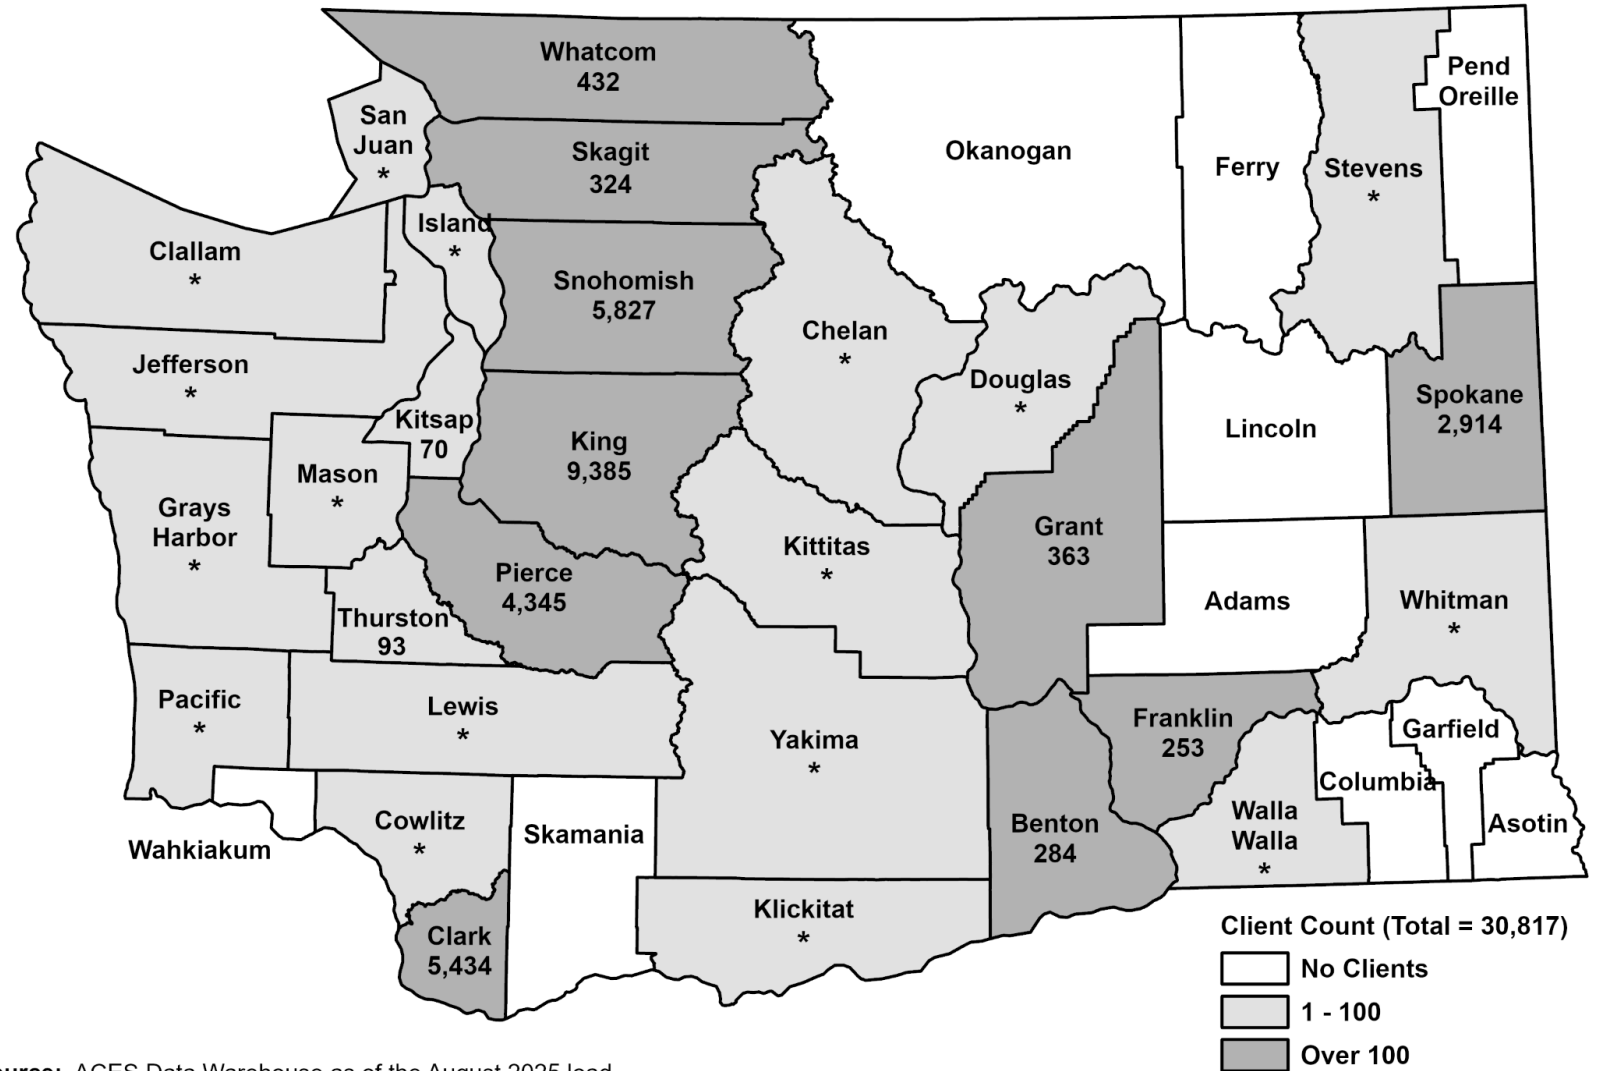 Whatcom
432
San
Juan
*
Skagit
324
Island
*
Clallam
*
Snohomish
5,827
Jefferson
*
Kitsap
70
King
9,385
Mason
*
Grays
Harbor
*
Pierce
4,345
Thurston
93
Pacific
*
Lewis
*
Wahkiakum
Cowlitz
*
Clark
5,434
Skamania
Okanogan
Chelan
*
Douglas
*
Kittitas
*
Grant
363
Yakima
*
Klickitat
*
Benton
284
Ferry
Stevens
*
Pend
Oreille
Lincoln
Spokane
2,914
Adams
Whitman
*
Franklin
253
Walla
Walla
*
Columbia
Garfield
Asotin
Client Count (Total = 30,817)
No Clients
1 - 100
Over 100
ACES Data Warehouse as of the August 2025 load